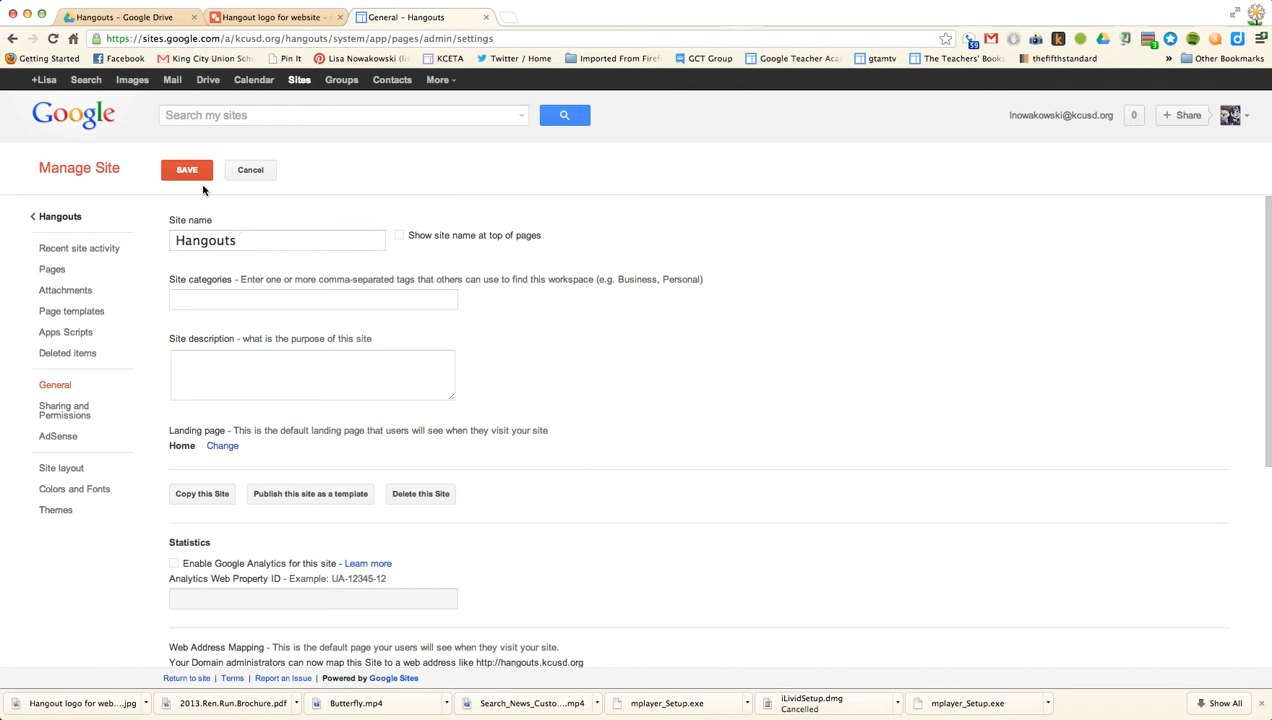 Hangouts - Google Drive
Hangout logo for website -
General - Hangouts
https://sites.google.com/a/kcusd.org/hangouts/system/app/pages/admin/settings
59
3
Getting Started
Facebook
King City Union Sch
Pin It
Lisa Nowakowski (lis
KCETA
Twitter / Home
Imported From Firef
GCT Group
Google Teacher Aca
gtamtv
The Teachers' Boo
thefifthstandard
»
Other Bookmarks
+Lisa Search Images Mail Drive Calendar Sites Groups Contacts More
Google
Search my sites
lnowakowski@kcusd.org
0
+ Share
Manage Site
SAVE
Cancel
Hangouts
Recent site activity
Pages
Attachments
Page templates
Apps Scripts
Deleted items
General
Sharing and
Permissions
AdSense
Site layout
Colors and Fonts
Themes
Site name
Hangouts
Show site name at top of pages
Site categories - Enter one or more comma-separated tags that others can use to find this workspace (e.g. Business, Personal)
Site description - what is the purpose of this site
Landing page - This is the default landing page that users will see when they visit your site
Home Change
Copy this Site
Publish this site as a template
Delete this Site
Statistics
Enable Google Analytics for this site - Learn more
Analytics Web Property ID - Example: UA-12345-12
Web Address Mapping - This is the default page your users will see when they visit your site.
Your Domain administrators can now map this Site to a web address like http://hangouts.kcusd.org
Return to site | Terms | Report an Issue | Powered by Google Sites
Hangout logo for web....jpg
2013.Ren.Run.Brochure.pdf
Butterfly.mp4
Search_News_Custo....mp4
mplayer_Setup.exe
iLividSetup.dmg
Cancelled
mplayer_Setup.exe
Show All